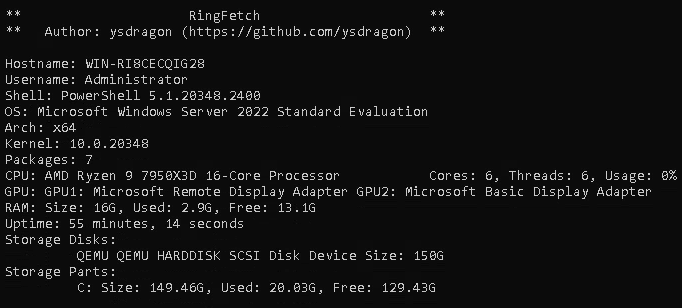 ** RingFetch **
** Author: ysdragon (https://github.com/ysdragon) **
Hostname: WIN-RI8CECQIG28
Username: Administrator
Shell: PowerShell 5.1.20348.2400
OS: Microsoft Windows Server 2022 Standard Evaluation
Arch: x64
Kernel: 10.0.20348
Packages: 7
CPU: AMD Ryzen 9 7950X3D 16-Core Processor Cores: 6, Threads: 6, Usage: 0%
GPU: GPU1: Microsoft Remote Display Adapter GPU2: Microsoft Basic Display Adapter
RAM: Size: 16G, Used: 2.9G, Free: 13.1G
Uptime: 55 minutes, 14 seconds
Storage Disks:
QEMU QEMU HARDDISK SCSI Disk Device Size: 150G
Storage Parts:
C: Size: 149.46G, Used: 20.03G, Free: 129.43G